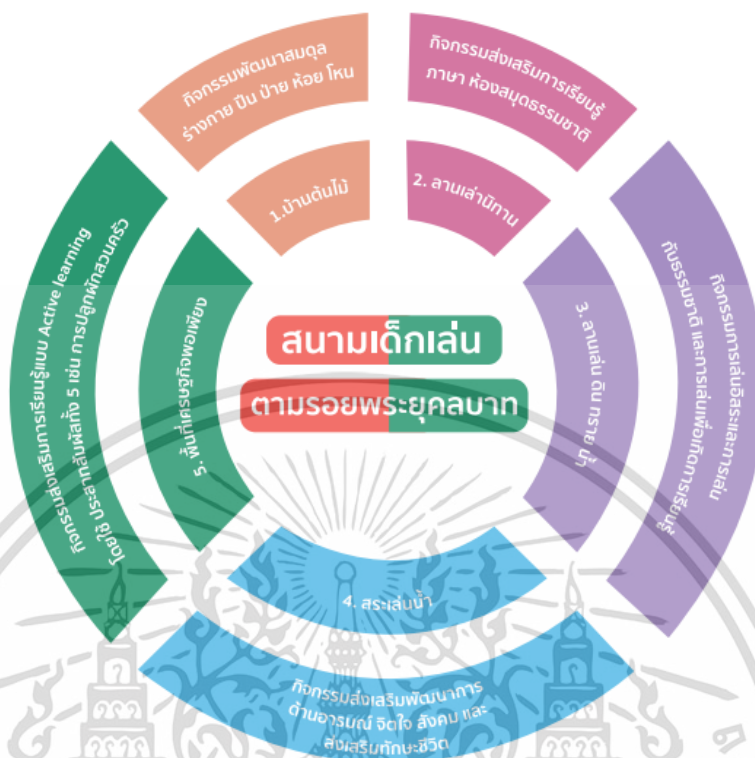 สนามเด็กเล่น
ตามรอยพระยุคลบาท
กิจกรรมพัฒนาสมดุล
ร่างกาย ปีน ป่าย ห้อย โหน
1.บ้านต้นไม้
กิจกรรมส่งเสริมการเรียนรู้
ภาษา ห้องสมุดธรรมชาติ
2. ลานเล่านิทาน
กิจกรรมการเล่นอิสระและการเล่น
กับธรรมชาติ และการเล่นเพื่อเกิดการเรียนรู้
3. ลานเล่น ดิน ทราย น้ำ
4. สระเล่นน้ำ
กิจกรรมส่งเสริมพัฒนาการ
ด้านอารมณ์ จิตใจ สังคม และ
ส่งเสริมทักษะชีวิต
กิจกรรมส่งเสริมการเรียนรู้แบบ Active learning
โดยใช้ ประสาทสัมผัสทั้ง 5 เช่น การปลูกผักสวนครัว
5. พื้นที่เศรษฐกิจพอเพียง